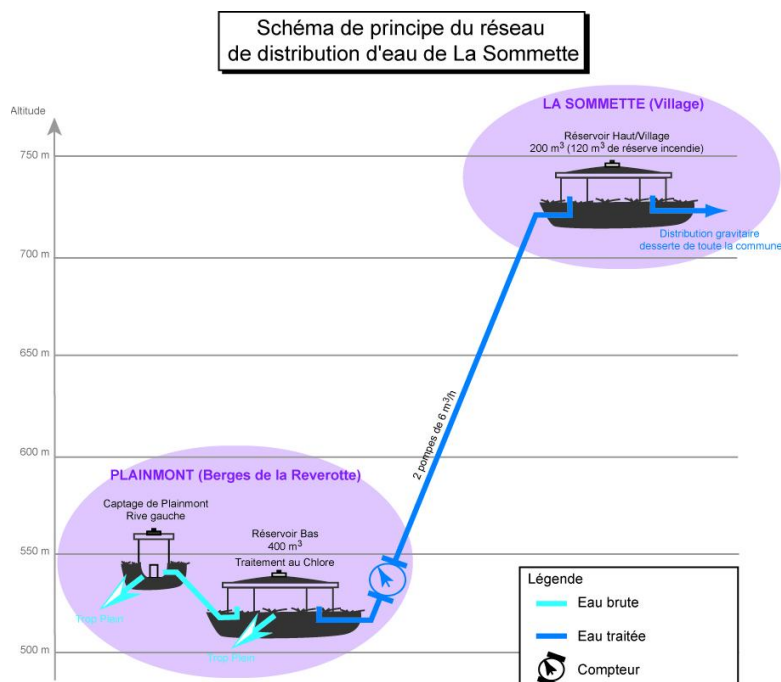 Schéma de principe du réseau
de distribution d'eau de La Sommette
Altitude
LA SOMMETTE (Village)
Réservoir Haut/Village
200 m³ (120 m³ de réserve incendie)
750 m
Distribution gravitaire
desserte de toute la commune
700 m
650 m
2 pompes de 6 m³/h
600 m
PLAINMONT (Berges de la Reverotte)
Captage de Plainmont
Rive gauche
Réservoir Bas
400 m³
Traitement au Chlore
550 m
Trop Plein
Trop Plein
500 m
Légende
Eau brute
Eau traitée
Compteur